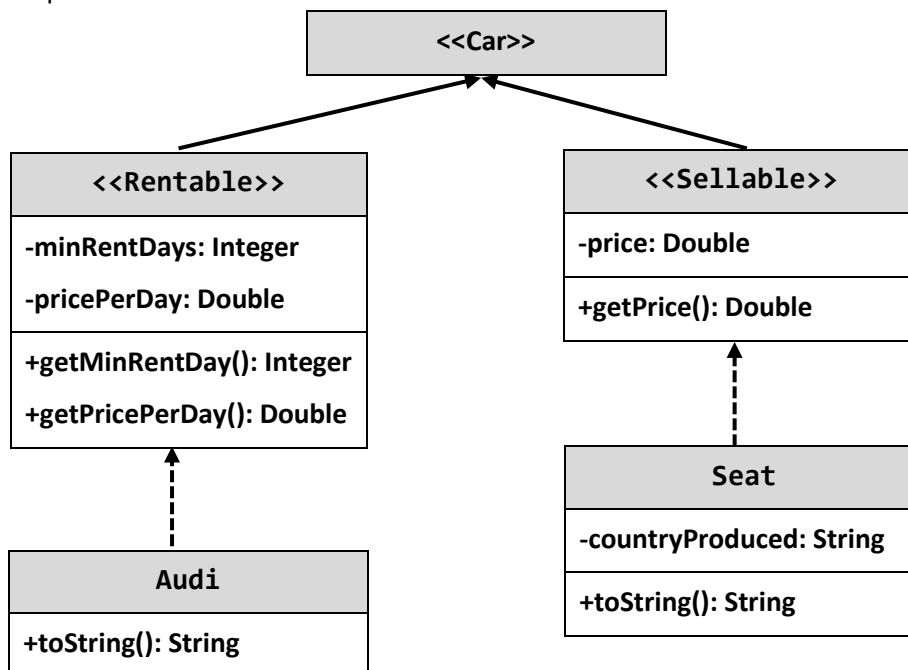 <<Car>>
<<Rentable>>
-minRentDays: Integer
-pricePerDay: Double
+getMinRentDay(): Integer
+getPricePerDay(): Double
<<Sellable>>
-price: Double
+getPrice(): Double
Audi
+toString(): String
Seat
-countryProduced: String
+toString(): String